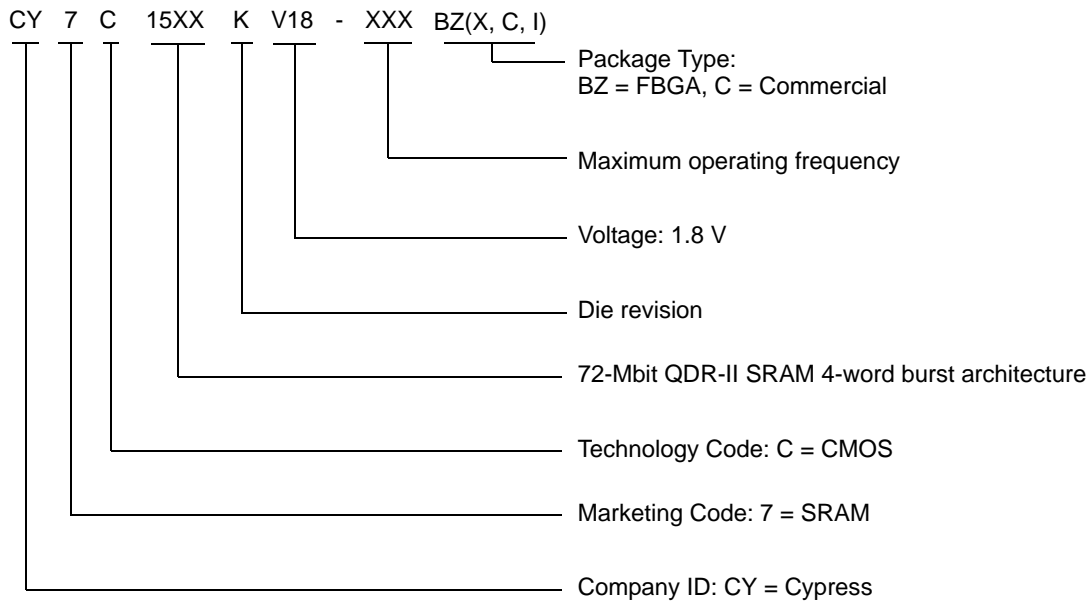 CY 7 C 15XX K V18 - XXX BZ(X, C, I)
Package Type:
BZ = FBGA, C = Commercial
Maximum operating frequency
Voltage: 1.8 V
Die revision
72-Mbit QDR-II SRAM 4-word burst architecture
Technology Code: C = CMOS
Marketing Code: 7 = SRAM
Company ID: CY = Cypress